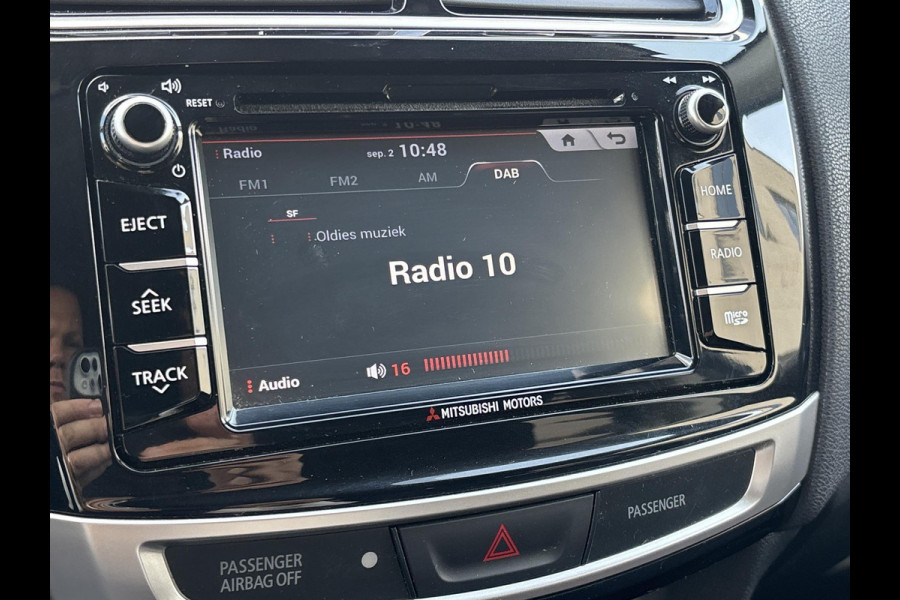 RESET
Radio
sep. 2 10:48
FM1 FM2 AM DAB
SF
Oldies muziek
Radio 10
Audio
16
MITSUBISHI MOTORS
EJECT
SEEK
TRACK
HOME
RADIO
micro SD
PASSENGER
AIRBAG OFF
PASSENGER